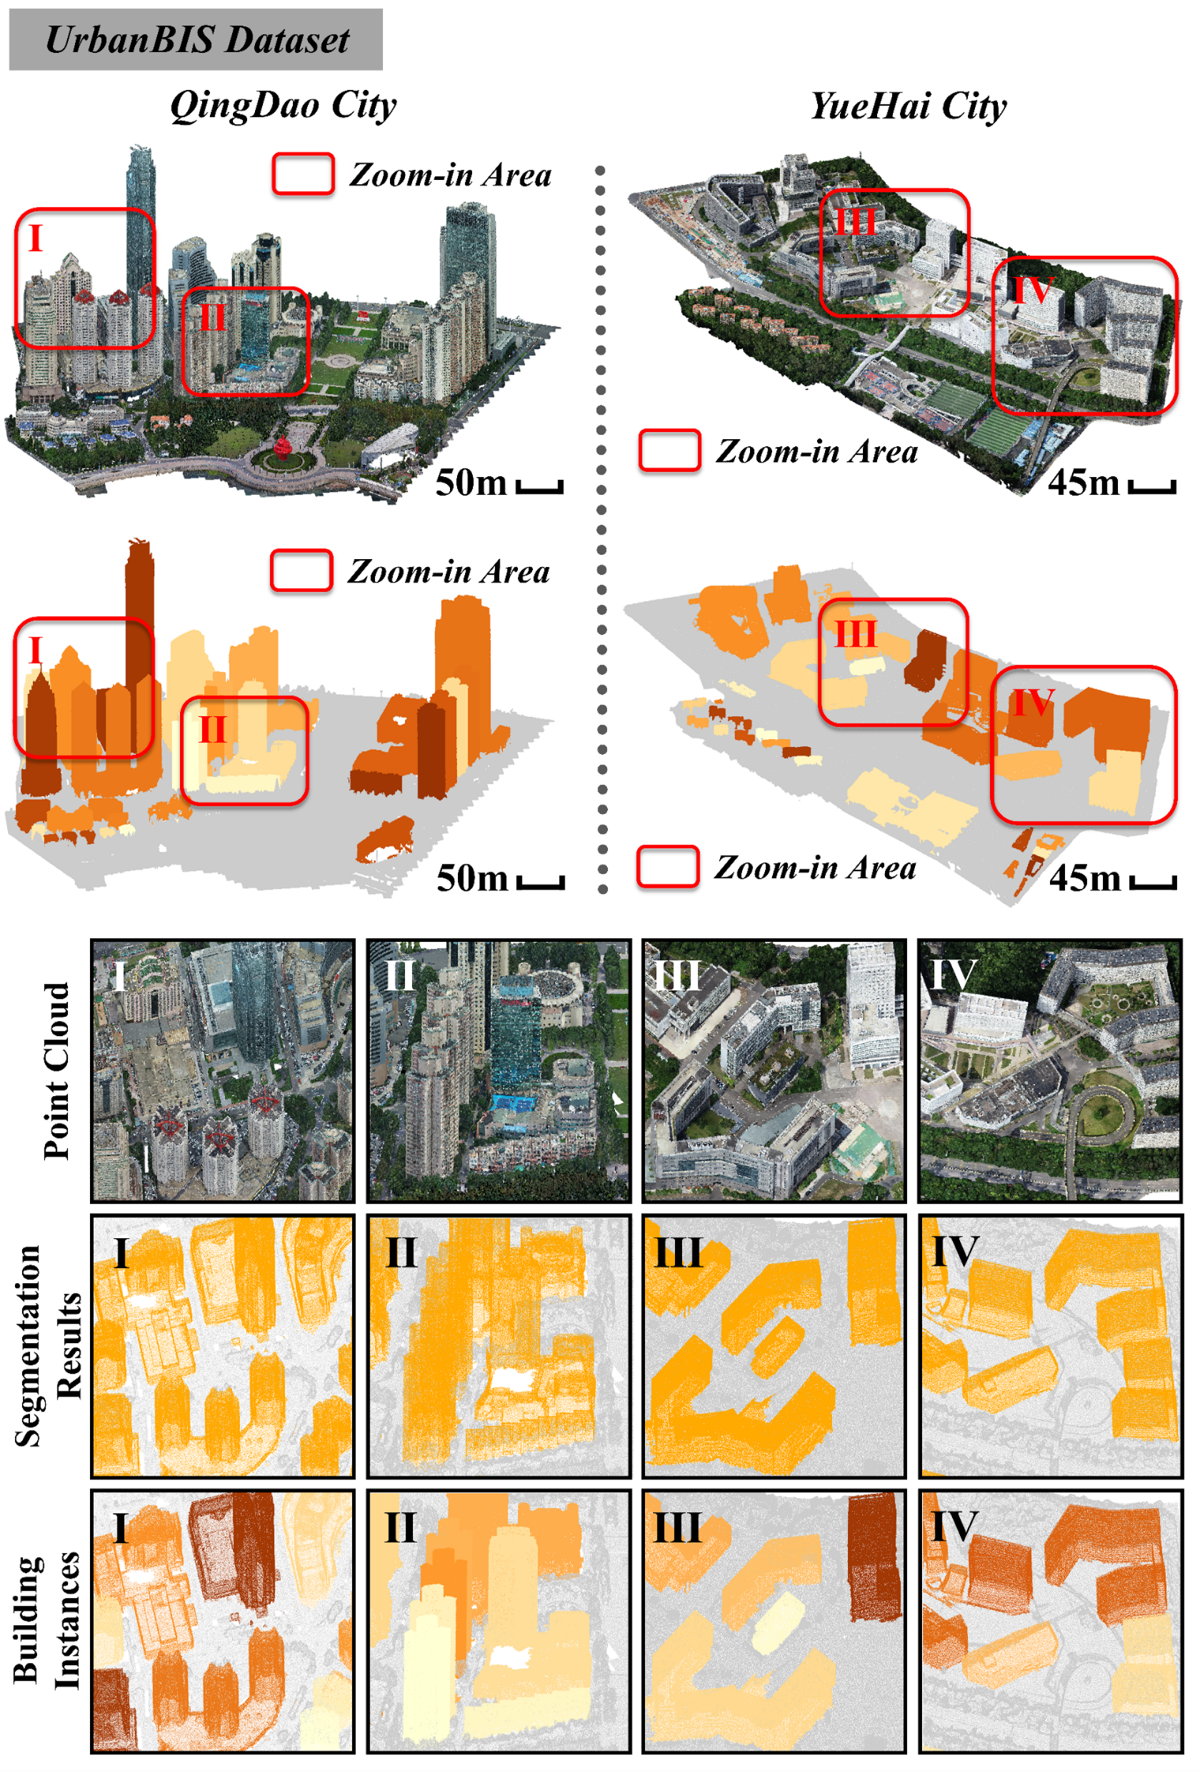 UrbanBIS Dataset
QingDao City
YueHai City
Zoom-in Area
I
II
III
IV
Zoom-in Area
50m
45m
Zoom-in Area
I
II
III
IV
50m
Zoom-in Area
45m
Point Cloud
I
II
III
IV
Segmentation
Results
I
II
III
IV
Building
Instances
I
II
III
IV